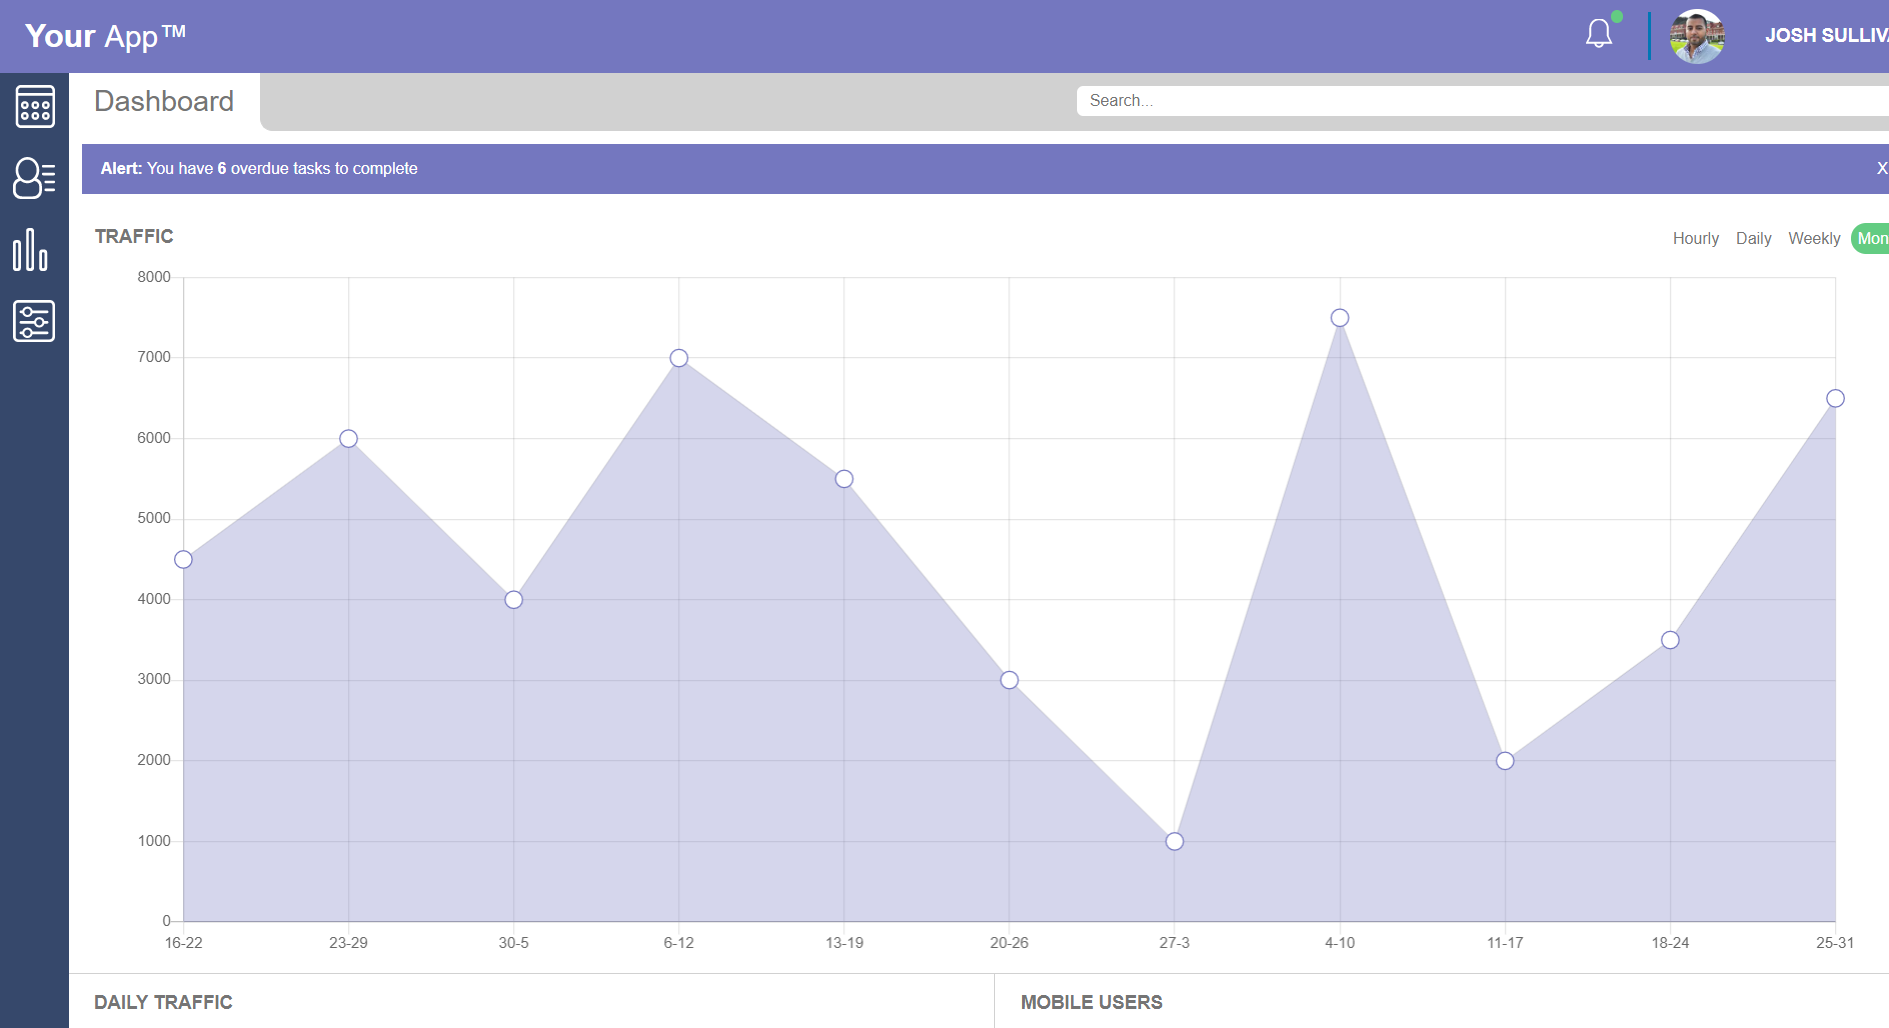 Your App™
JOSH SULLIVA
Dashboard
Search...
Alert: You have 6 overdue tasks to complete
X
TRAFFIC
Hourly Daily Weekly Mon
8000
7000
6000
5000
4000
3000
2000
1000
0
16-22 23-29 30-5 6-12 13-19 20-26 27-3 4-10 11-17 18-24 25-31
DAILY TRAFFIC
MOBILE USERS